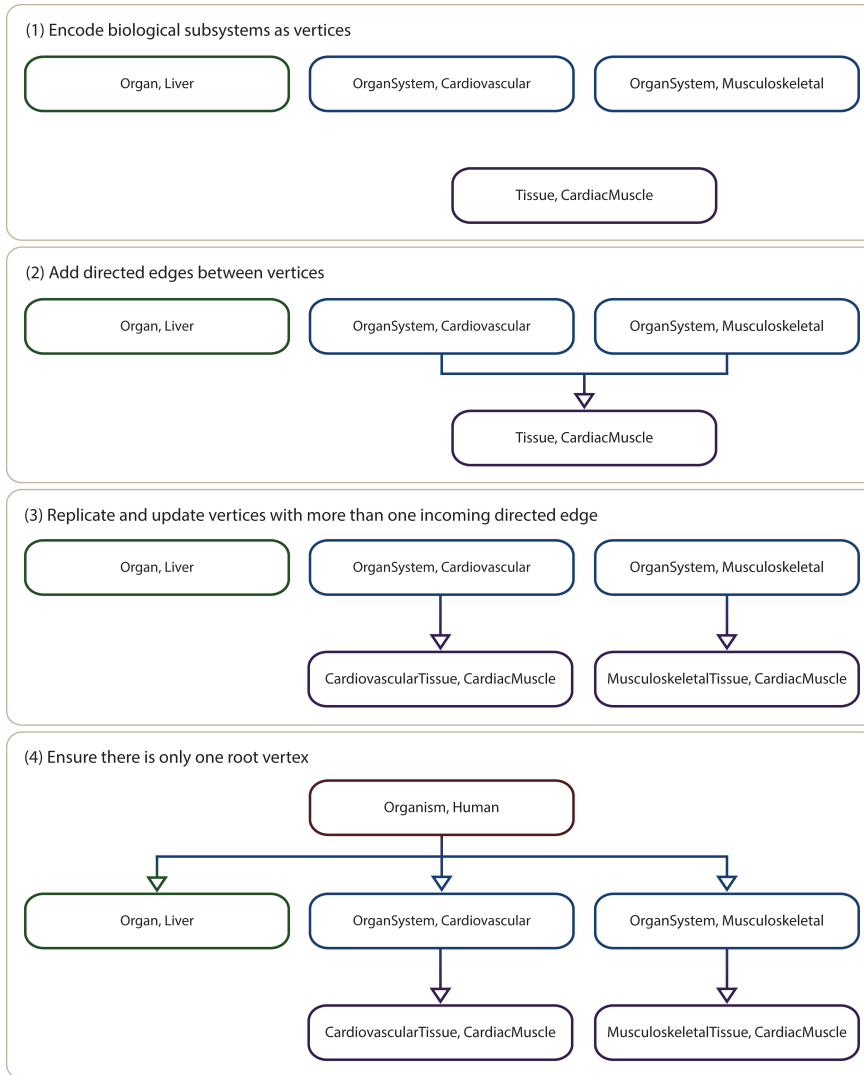 (1) Encode biological subsystems as vertices
Organ, Liver
OrganSystem, Cardiovascular
OrganSystem, Musculoskeletal
Tissue, CardiacMuscle
(2) Add directed edges between vertices
Organ, Liver
OrganSystem, Cardiovascular
OrganSystem, Musculoskeletal
Tissue, CardiacMuscle
(3) Replicate and update vertices with more than one incoming directed edge
Organ, Liver
OrganSystem, Cardiovascular
OrganSystem, Musculoskeletal
CardiovascularTissue, CardiacMuscle
MusculoskeletalTissue, CardiacMuscle
(4) Ensure there is only one root vertex
Organism, Human
Organ, Liver
OrganSystem, Cardiovascular
OrganSystem, Musculoskeletal
CardiovascularTissue, CardiacMuscle
MusculoskeletalTissue, CardiacMuscle